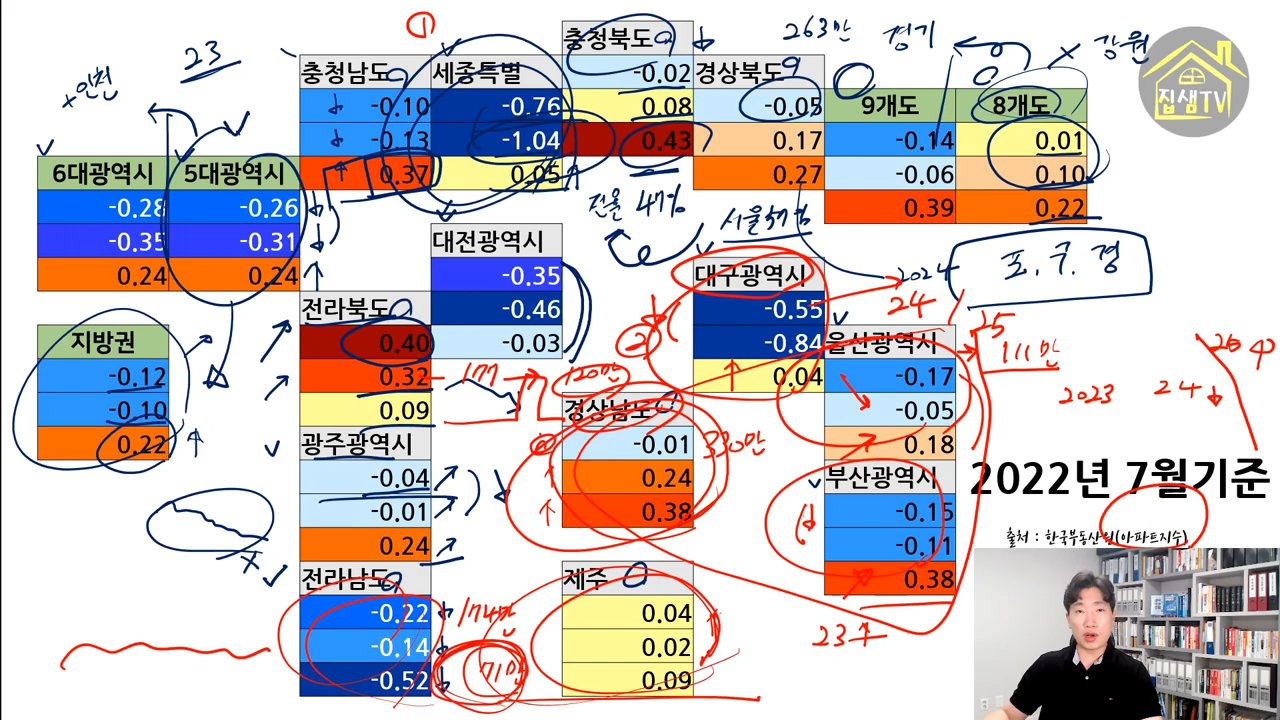 충청북도
-0.02
0.08
0.43
충청남도
-0.10
-0.13
0.37
세종특별
-0.76
-1.04
0.05
경상북도
-0.05
0.17
0.27
9개도
-0.14
-0.06
0.39
8개도
0.01
0.10
0.22
6대광역시
-0.28
-0.35
0.24
5대광역시
-0.26
-0.31
0.24
대전광역시
-0.35
-0.46
-0.03
대구광역시
-0.55
-0.84
0.04
전라북도
0.40
0.32
0.09
지방권
-0.12
-0.10
0.22
울산광역시
-0.17
-0.05
0.18
경상남도
-0.01
0.24
0.38
광주광역시
-0.04
-0.01
0.24
부산광역시
-0.15
-0.11
0.38
전라남도
-0.22
-0.14
-0.52
제주
0.04
0.02
0.09
2022년 7월기준
출처 : 한국부동산원(아파트지수)
집샘TV
①
23
+인천
263만
경기
강원
포.구.경
2024
24
25
111만
2023
24
177
120만
330만
174만
71만
23